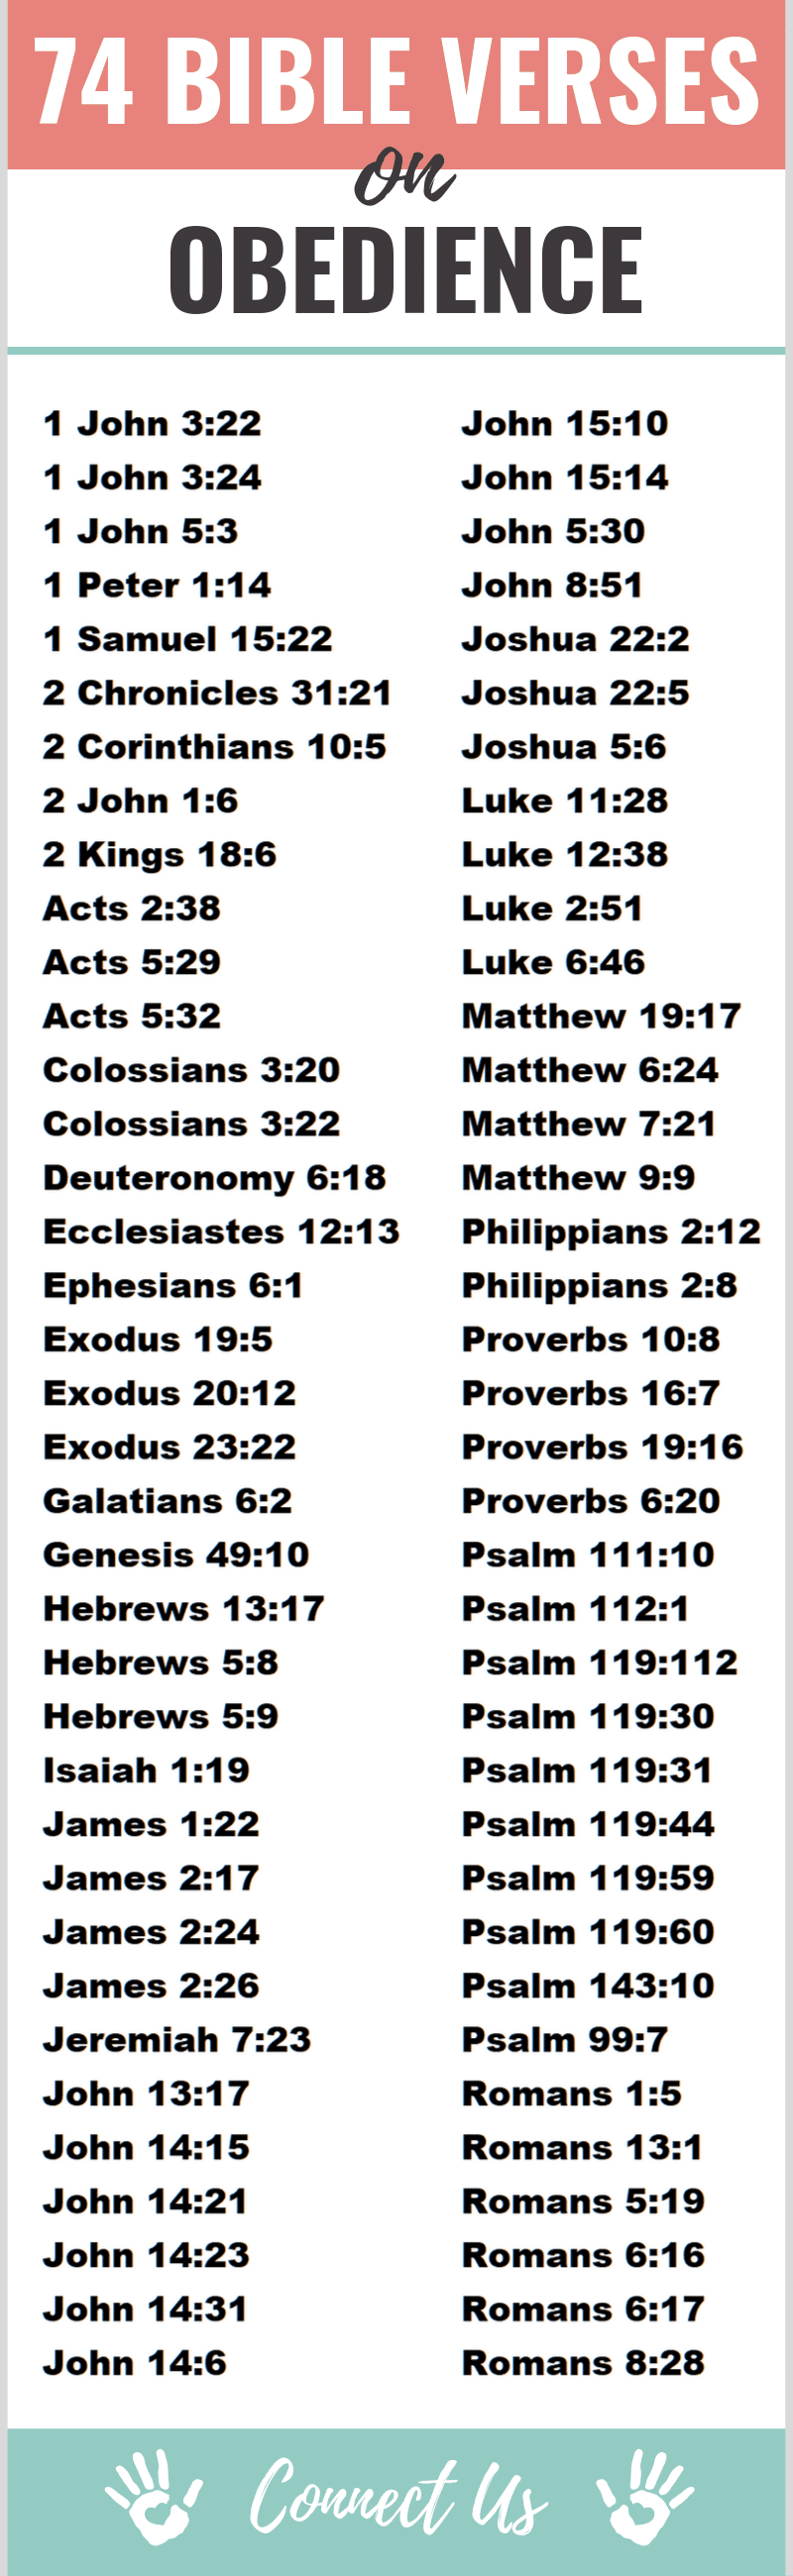 74 BIBLE VERSES
on
OBEDIENCE
1 John 3:22
1 John 3:24
1 John 5:3
1 Peter 1:14
1 Samuel 15:22
2 Chronicles 31:21
2 Corinthians 10:5
2 John 1:6
2 Kings 18:6
Acts 2:38
Acts 5:29
Acts 5:32
Colossians 3:20
Colossians 3:22
Deuteronomy 6:18
Ecclesiastes 12:13
Ephesians 6:1
Exodus 19:5
Exodus 20:12
Exodus 23:22
Galatians 6:2
Genesis 49:10
Hebrews 13:17
Hebrews 5:8
Hebrews 5:9
Isaiah 1:19
James 1:22
James 2:17
James 2:24
James 2:26
Jeremiah 7:23
John 13:17
John 14:15
John 14:21
John 14:23
John 14:31
John 14:6
John 15:10
John 15:14
John 5:30
John 8:51
Joshua 22:2
Joshua 22:5
Joshua 5:6
Luke 11:28
Luke 12:38
Luke 2:51
Luke 6:46
Matthew 19:17
Matthew 6:24
Matthew 7:21
Matthew 9:9
Philippians 2:12
Philippians 2:8
Proverbs 10:8
Proverbs 16:7
Proverbs 19:16
Proverbs 6:20
Psalm 111:10
Psalm 112:1
Psalm 119:112
Psalm 119:30
Psalm 119:31
Psalm 119:44
Psalm 119:59
Psalm 119:60
Psalm 143:10
Psalm 99:7
Romans 1:5
Romans 13:1
Romans 5:19
Romans 6:16
Romans 6:17
Romans 8:28
Connect Us